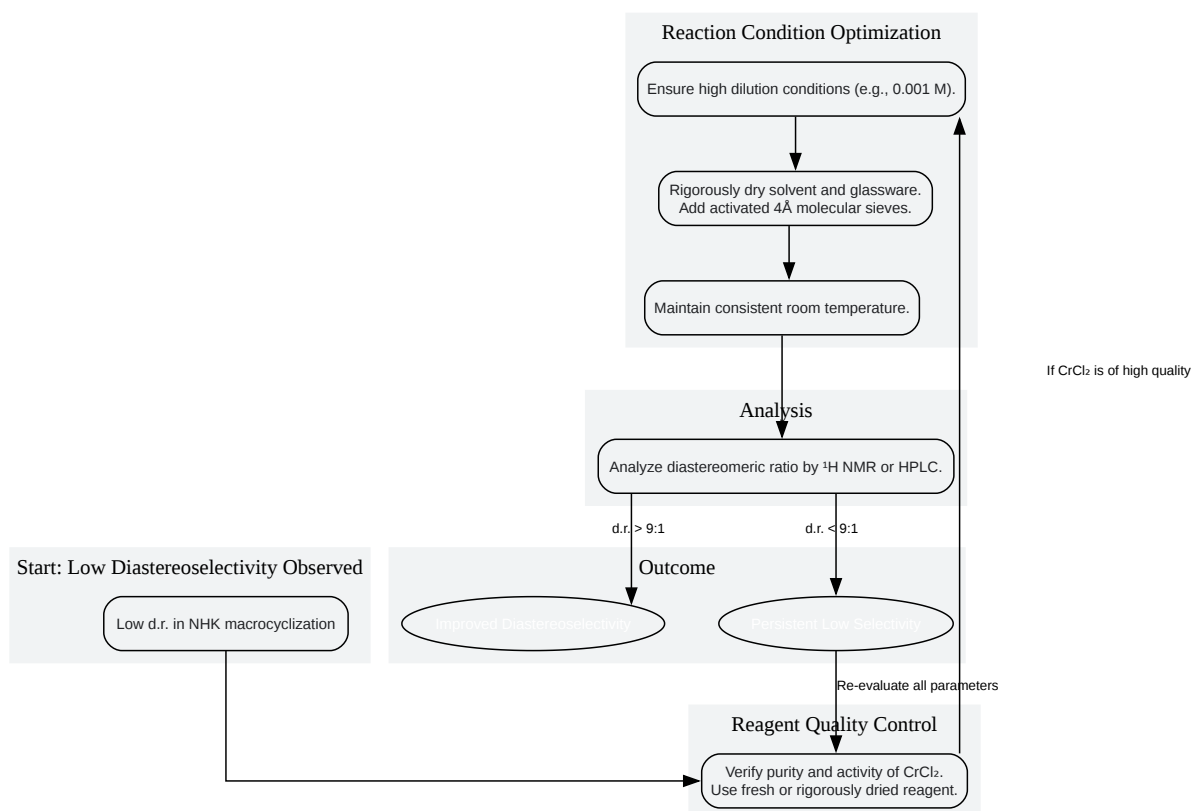 Reaction Condition Optimization
Ensure high dilution conditions (e.g., 0.001 M).
Rigorously dry solvent and glassware.
Add activated 4Å molecular sieves.
Maintain consistent room temperature.
If CrCl₂ is of high quality
Analysis
Analyze diastereomeric ratio by ¹H NMR or HPLC.
d.r. > 9:1
d.r. < 9:1
Start: Low Diastereoselectivity Observed
Low d.r. in NHK macrocyclization
Outcome
Improved Diastereoselectivity
Persistent Low Selectivity
Re-evaluate all parameters
Reagent Quality Control
Verify purity and activity of CrCl₂.
Use fresh or rigorously dried reagent.